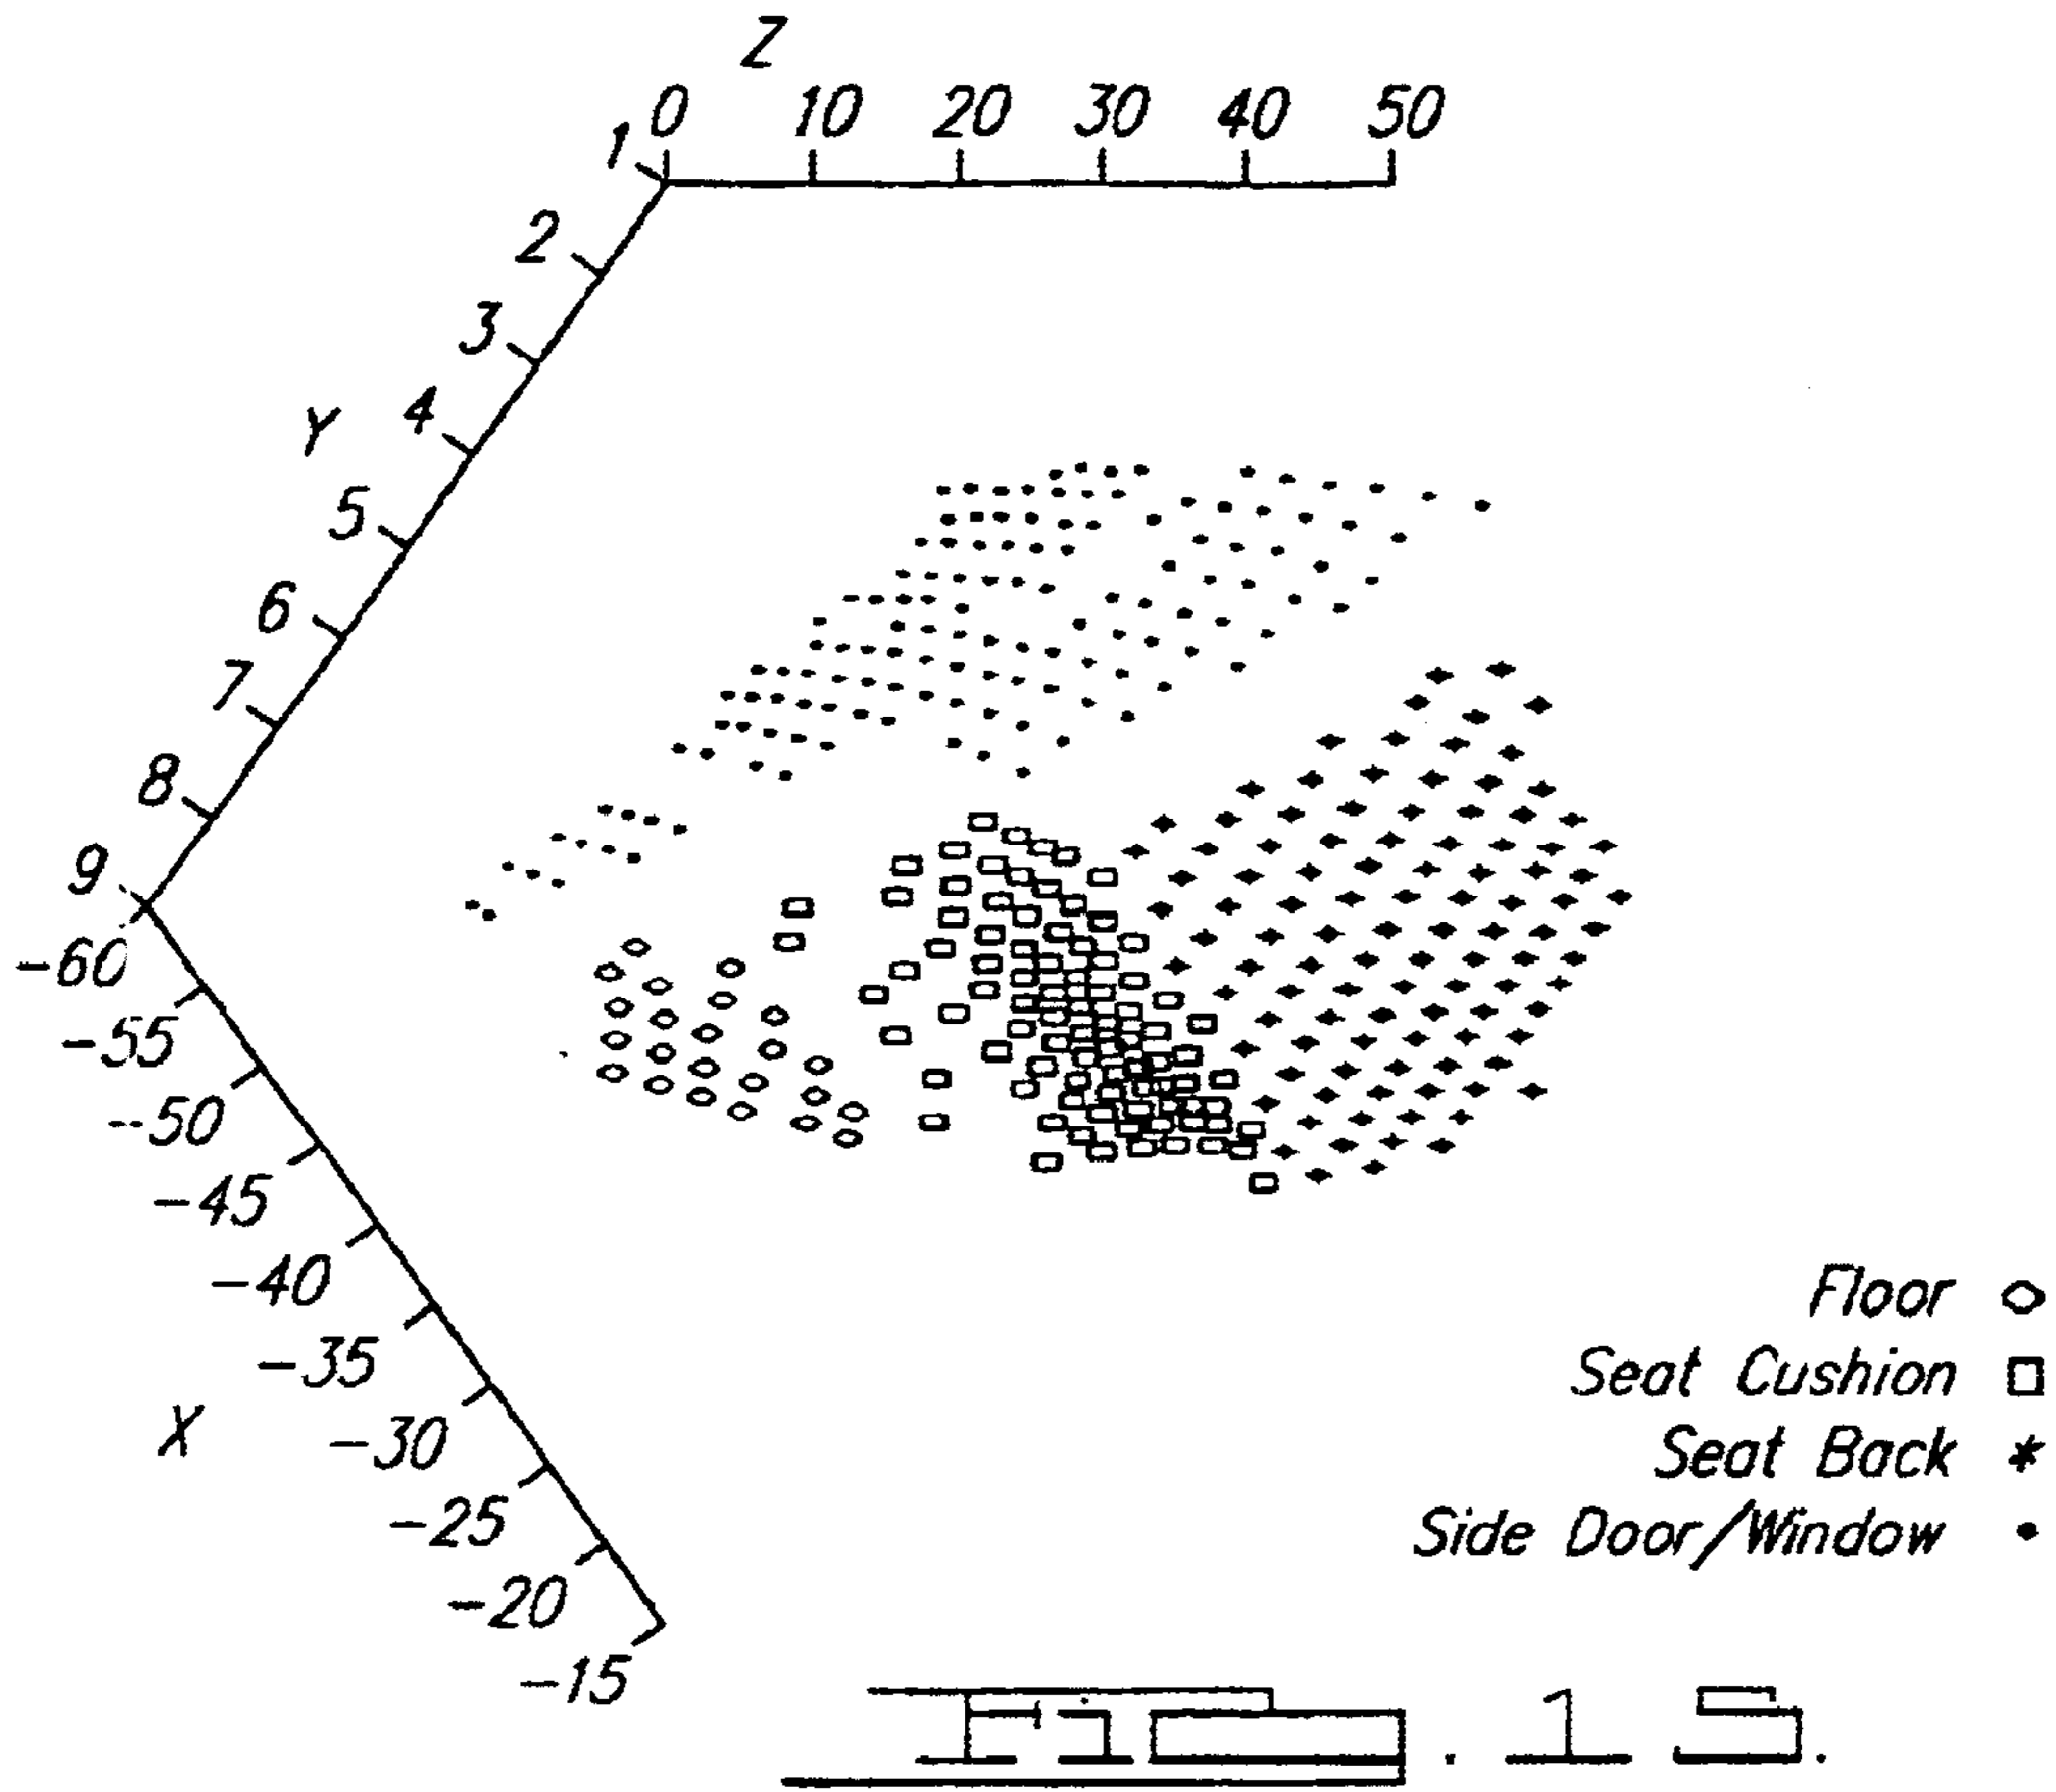 Z
0 10 20 30 40 50
1
2
3
4
Y
5
6
7
8
9
-60
-55
-50
-45
-40
-35
X
-30
-25
-20
-15
Floor
Seat Cushion
Seat Back
Side Door/Window
Fig. 15.